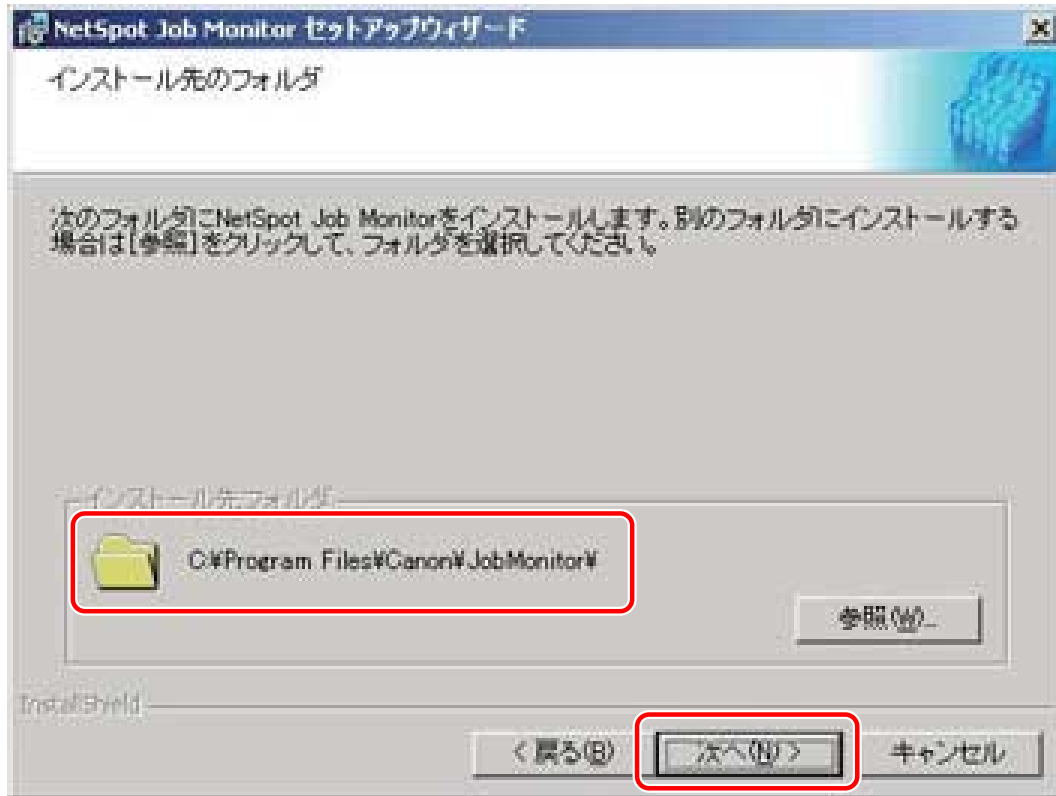 NetSpot Job Monitor セットアップウィザード
インストール先のフォルダ
次のフォルダにNetSpot Job Monitorをインストールします。別のフォルダにインストールする
場合は[参照]をクリックして、フォルダを選択してください。
インストール先フォルダ
C:¥Program Files¥Canon¥JobMonitor¥
参照(W)...
InstallShield
< 戻る(B)
次へ(N) >
キャンセル